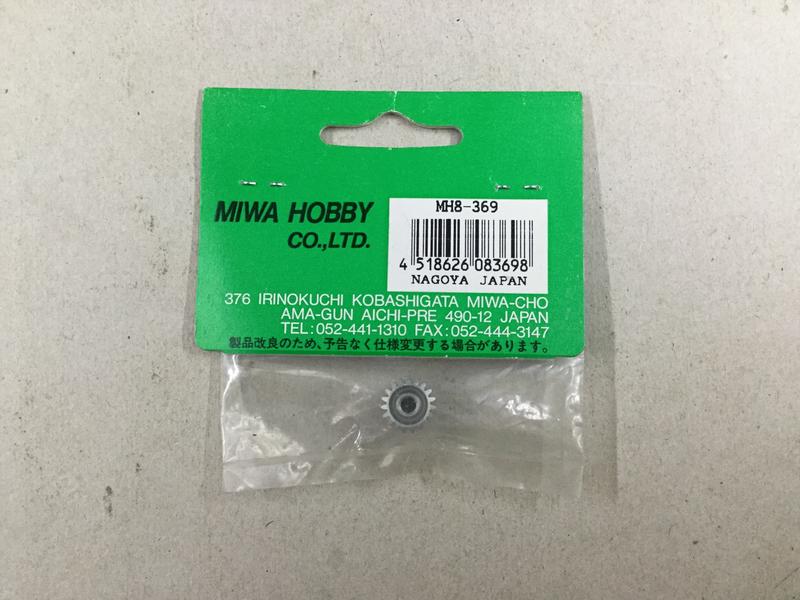 MIWA HOBBY
CO.,LTD.
MH8-369
4 518626 083698
NAGOYA JAPAN
376 IRINOKUCHI KOBASHIGATA MIWA-CHO
AMA-GUN AICHI-PRE 490-12 JAPAN
TEL:052-441-1310 FAX:052-444-3147
製品改良のため、予告なく仕様変更する場合があります。